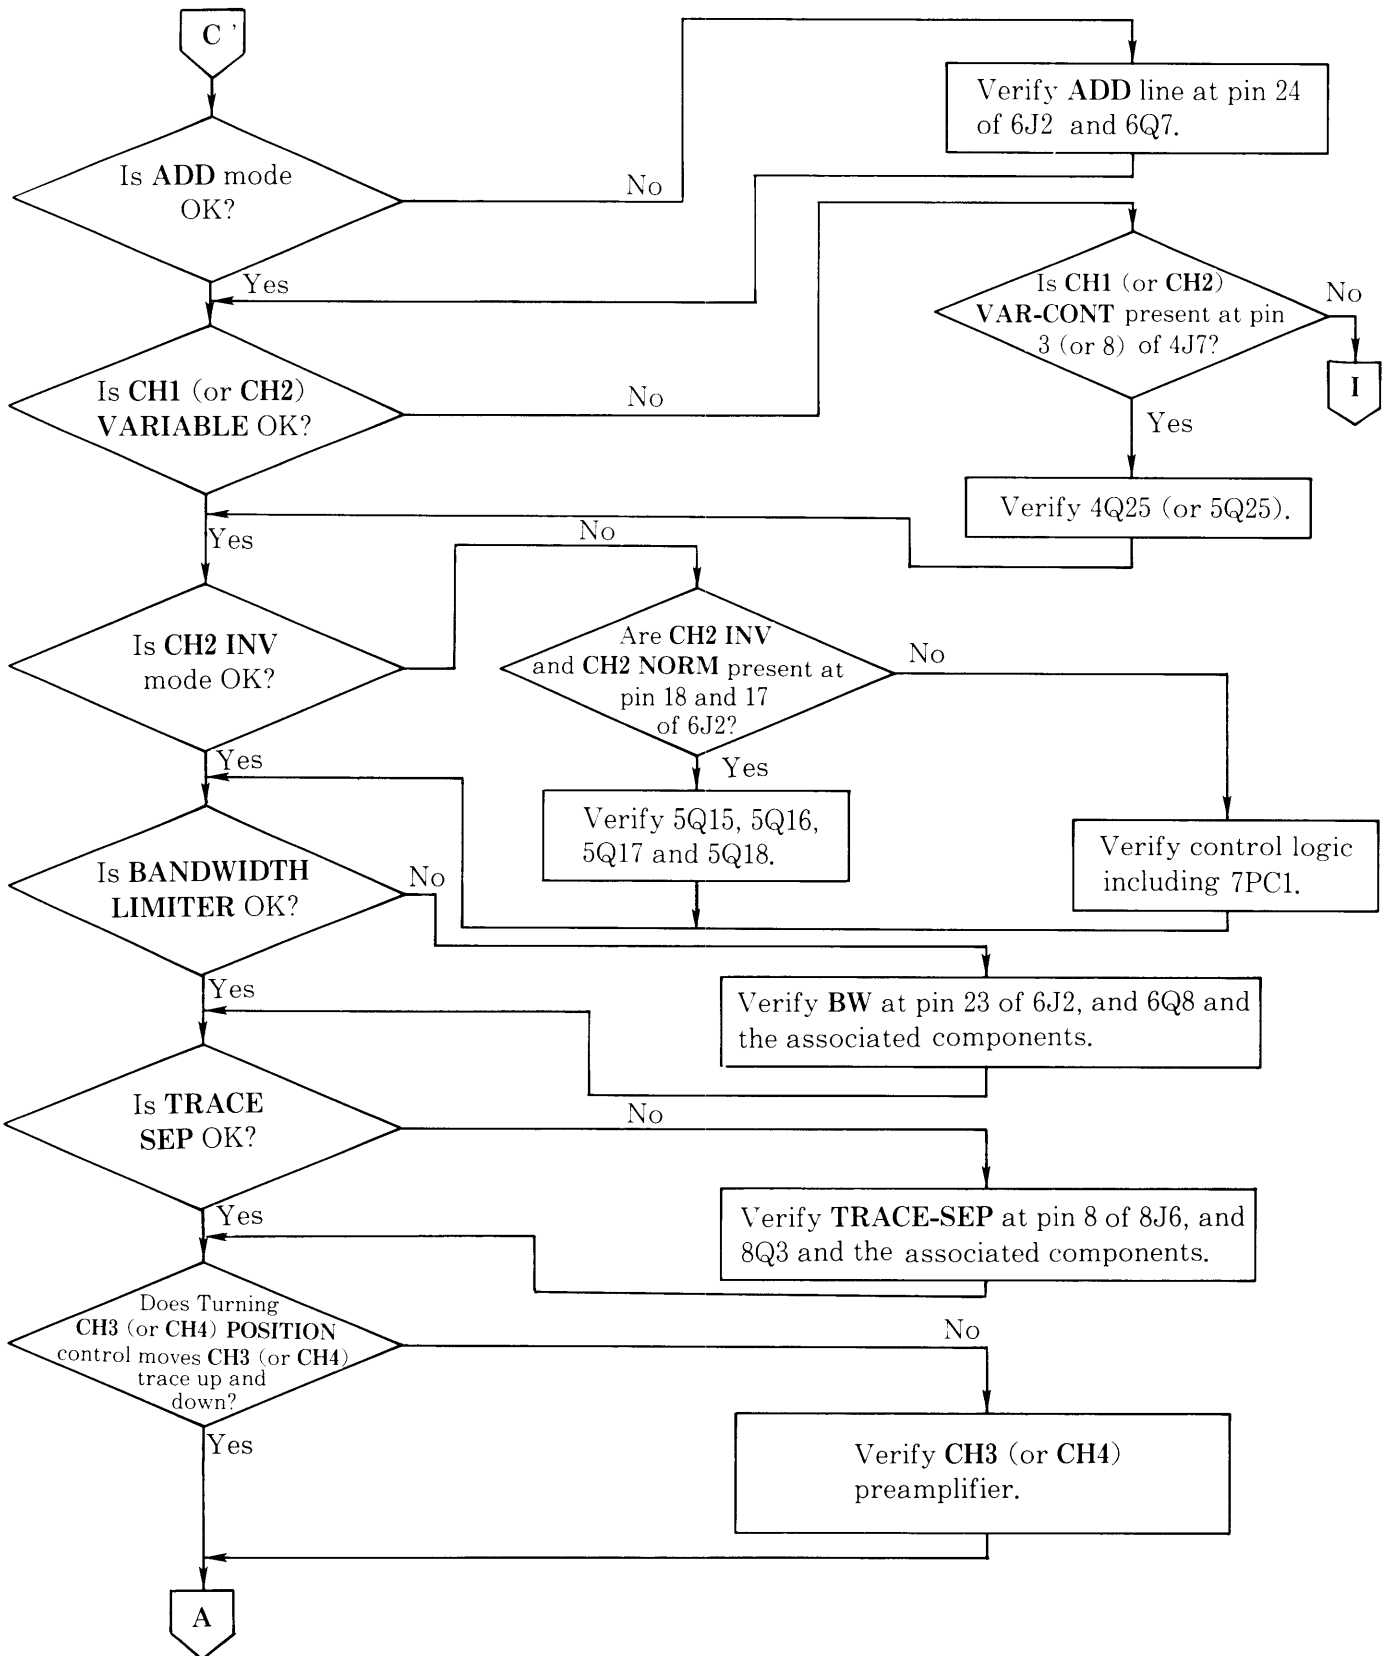 C '
Verify ADD line at pin 24
of 6J2 and 6Q7.
Is ADD mode
OK?
No
Yes
Is CH1 (or CH2)
VAR-CONT present at pin
3 (or 8) of 4J7?
No
I
Is CH1 (or CH2)
VARIABLE OK?
No
Yes
Verify 4Q25 (or 5Q25).
Yes
No
Is CH2 INV
mode OK?
Are CH2 INV
and CH2 NORM present at
pin 18 and 17
of 6J2?
No
Yes
Yes
Verify 5Q15, 5Q16,
5Q17 and 5Q18.
Verify control logic
including 7PC1.
Is BANDWIDTH
LIMITER OK?
No
Yes
Verify BW at pin 23 of 6J2, and 6Q8 and
the associated components.
Is TRACE
SEP OK?
No
Yes
Verify TRACE-SEP at pin 8 of 8J6, and
8Q3 and the associated components.
Does Turning
CH3 (or CH4) POSITION
control moves CH3 (or CH4)
trace up and
down?
No
Yes
Verify CH3 (or CH4)
preamplifier.
A